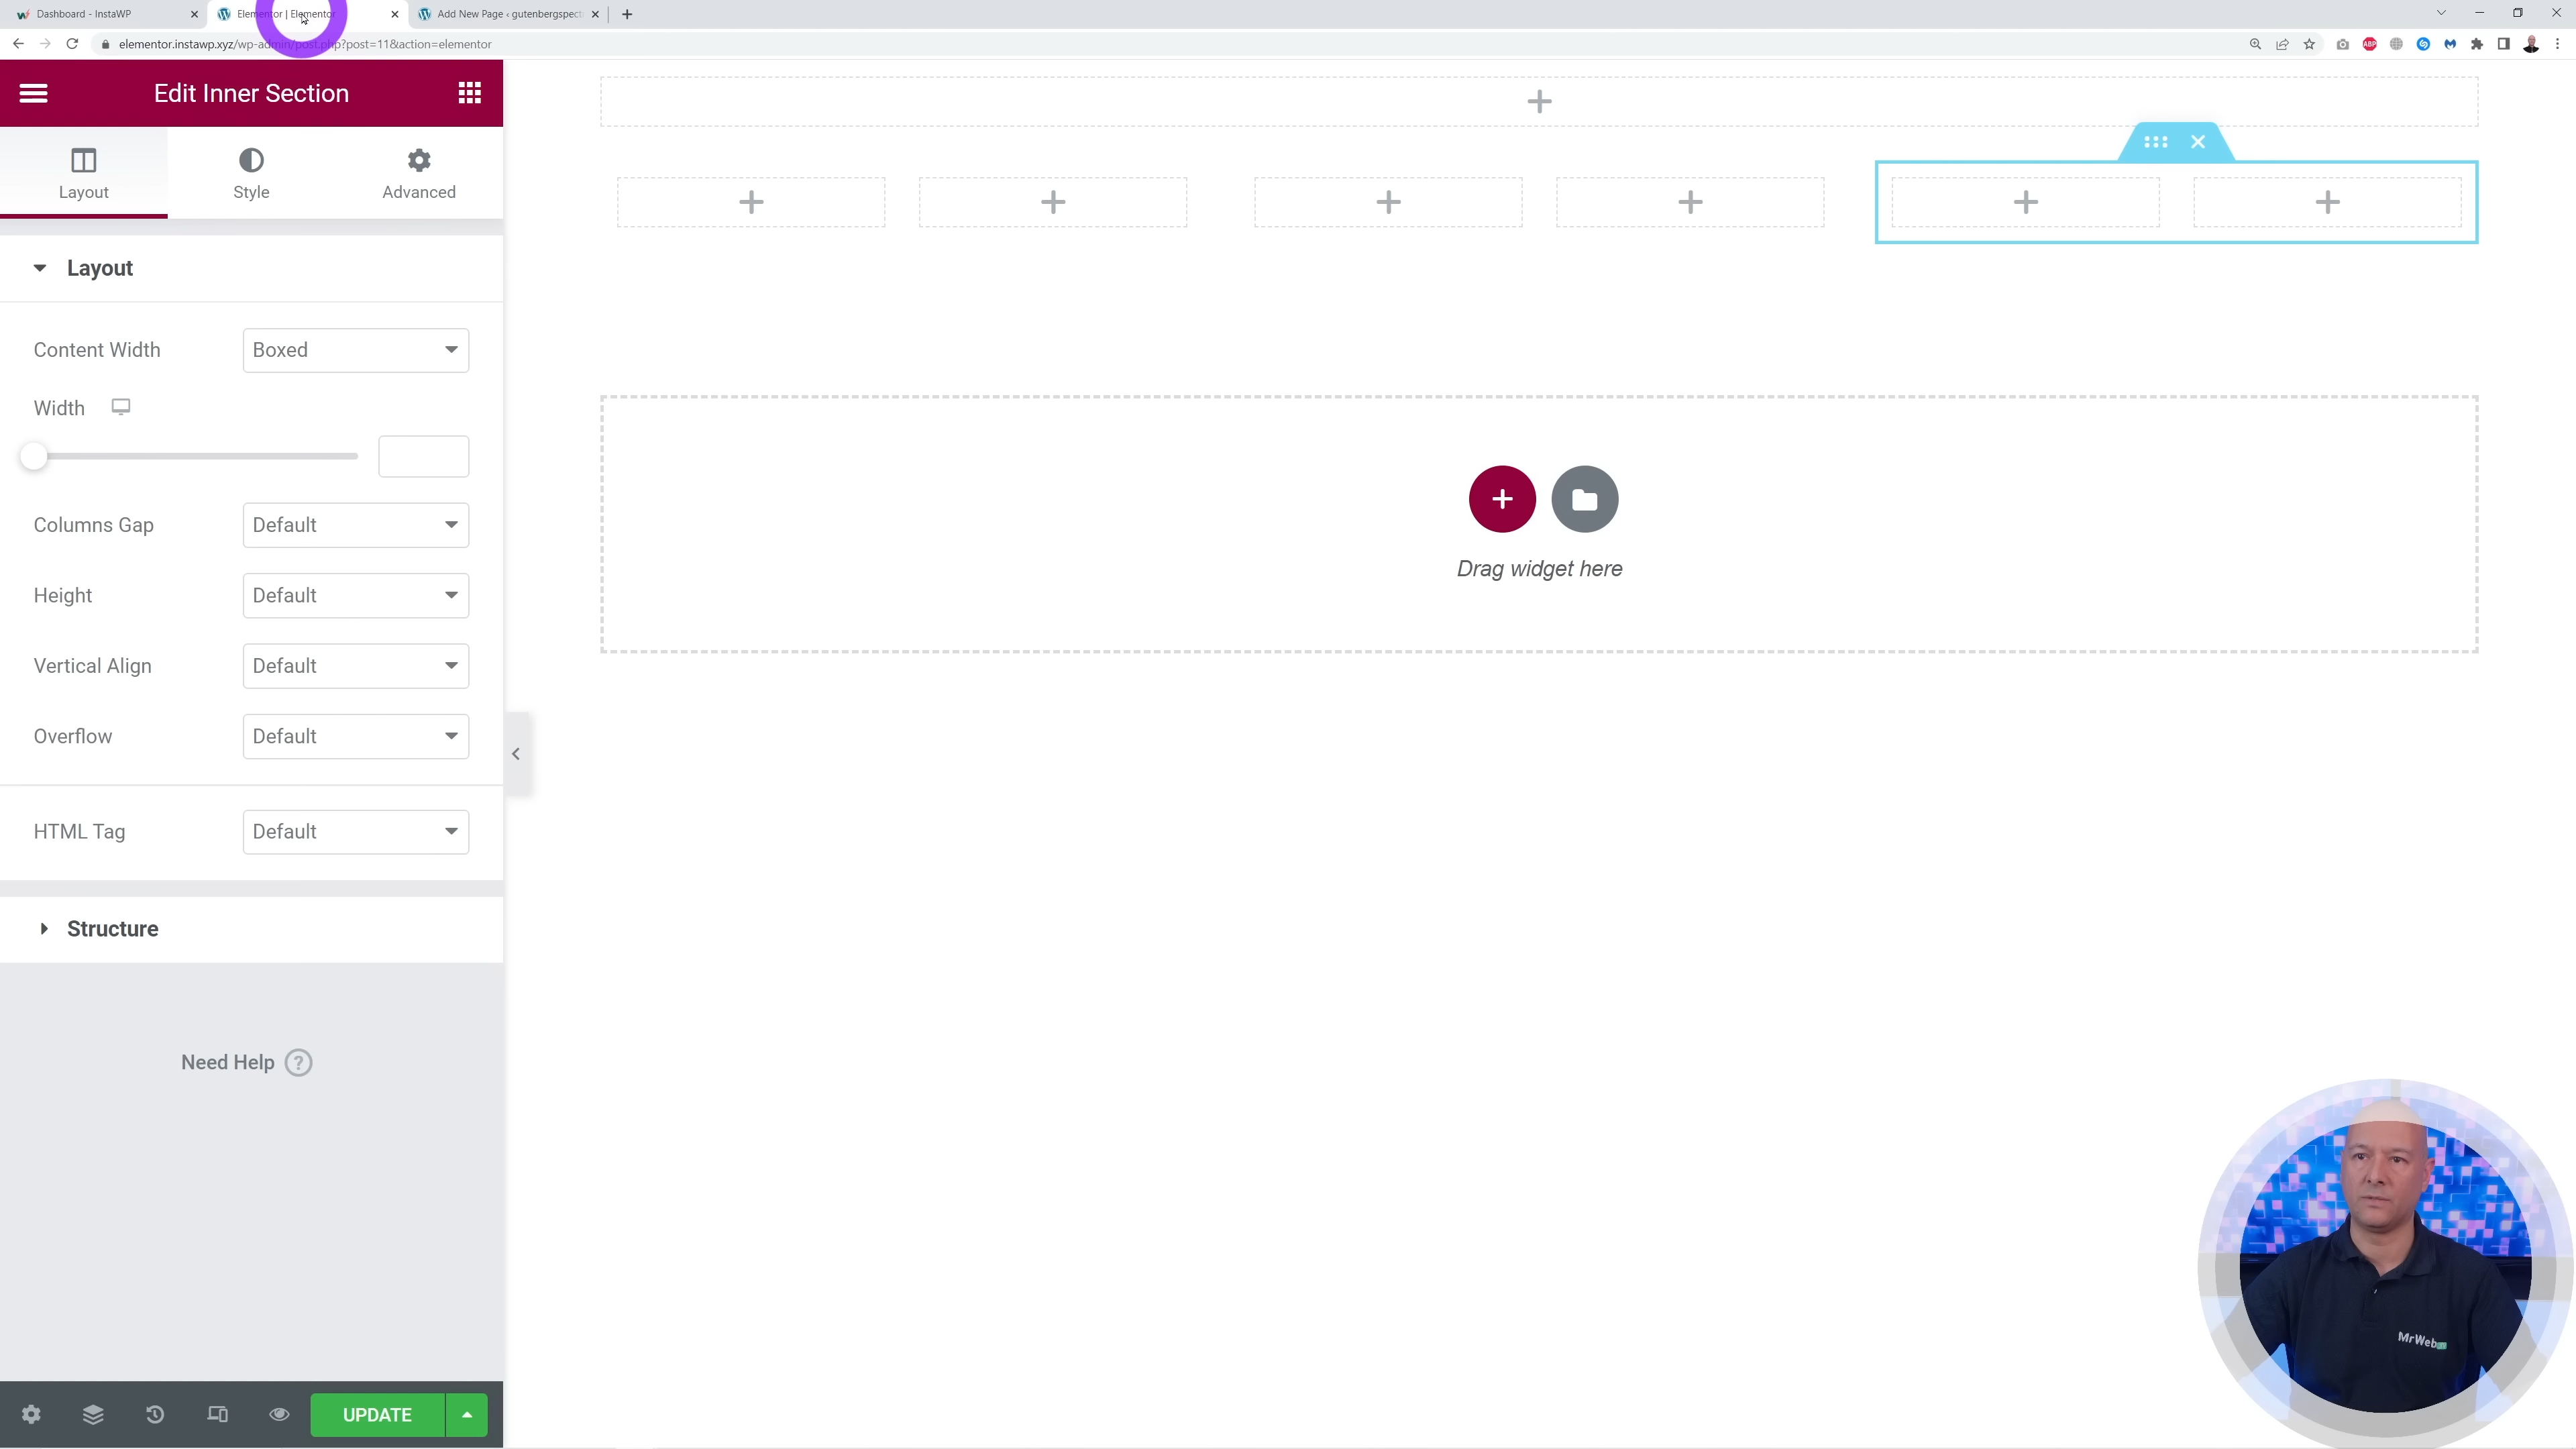 Dashboard - InstaWP
Elementor | Elementor
Add New Page ‹ gutenbergspect
elementor.instawp.xyz/wp-admin/post.php?post=11&action=elementor
ABP
Edit Inner Section
Layout
Style
Advanced
Layout
Content Width
Boxed
Width
Columns Gap
Default
Height
Default
Vertical Align
Default
Overflow
Default
HTML Tag
Default
Structure
Need Help
?
UPDATE
Drag widget here
MrWeb